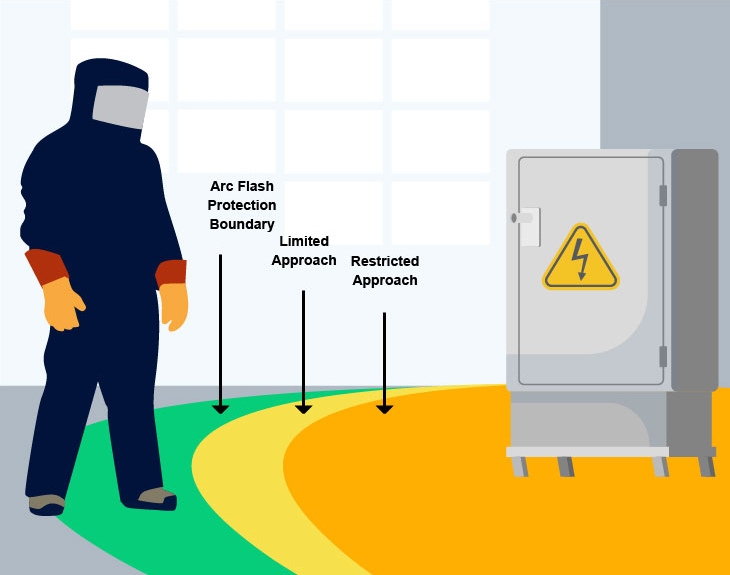 Arc Flash
Protection
Boundary
Limited
Approach
Restricted
Approach